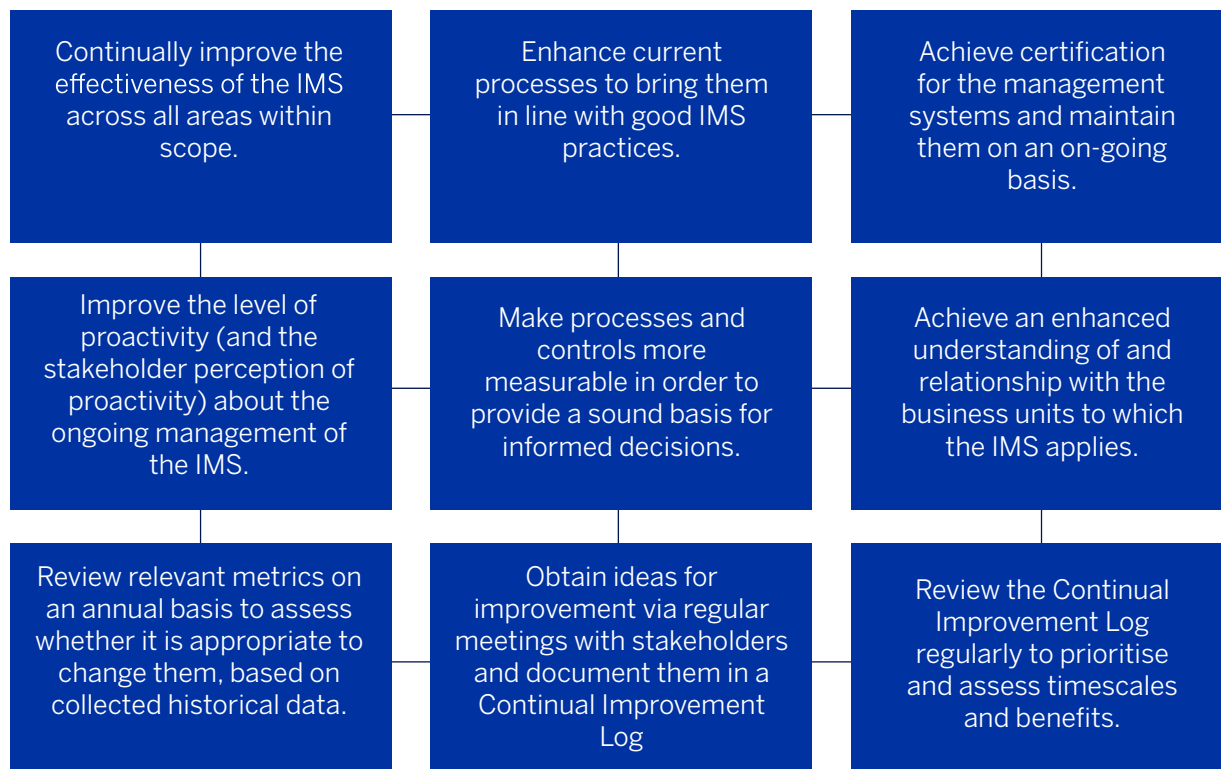 Continually improve the
effectiveness of the IMS
across all areas within
scope.
Enhance current
processes to bring them
in line with good IMS
practices.
Achieve certification
for the management
systems and maintain
them on an on-going
basis.
Improve the level of
proactivity (and the
stakeholder perception of
proactivity) about the
ongoing management of
the IMS.
Make processes and
controls more
measurable in order to
provide a sound basis for
informed decisions.
Achieve an enhanced
understanding of and
relationship with the
business units to which
the IMS applies.
Review relevant metrics on
an annual basis to assess
whether it is appropriate to
change them, based on
collected historical data.
Obtain ideas for
improvement via regular
meetings with stakeholders
and document them in a
Continual Improvement
Log
Review the Continual
Improvement Log
regularly to prioritise
and assess timescales
and benefits.